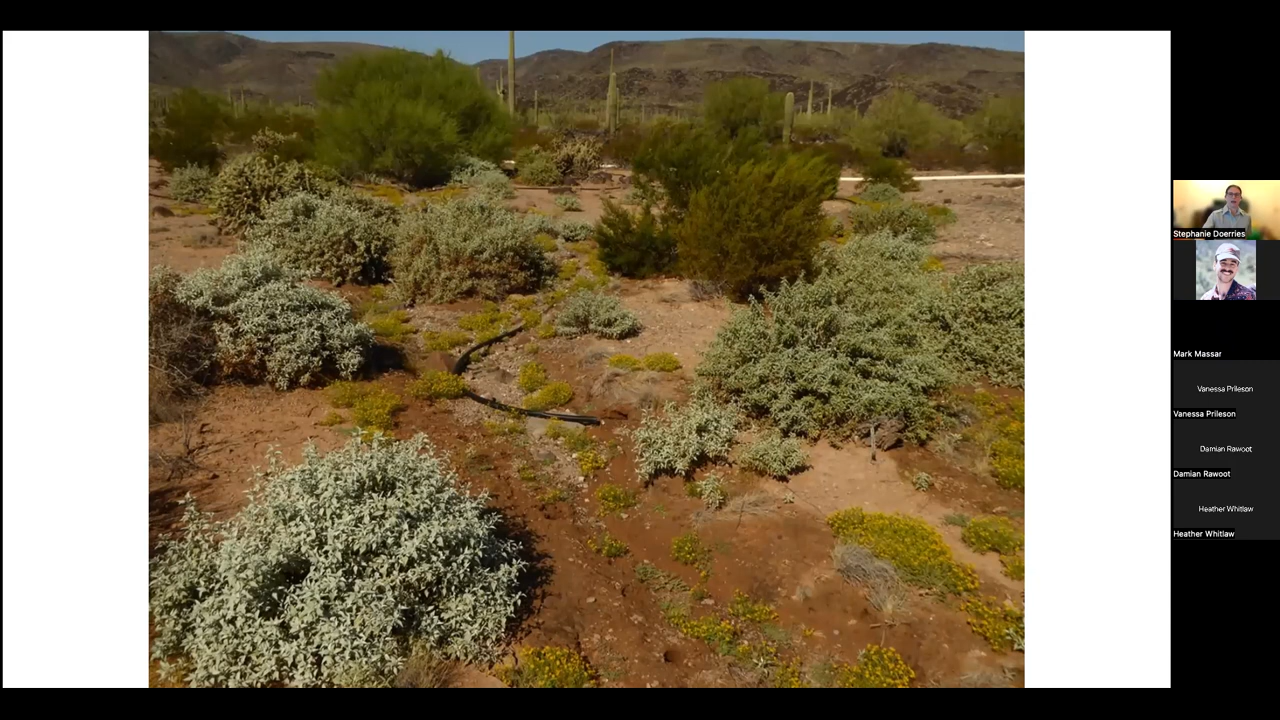 Stephanie Doerries
Mark Massar
Vanessa Prileson
Vanessa Prileson
Damian Rawoot
Damian Rawoot
Heather Whitlaw
Heather Whitlaw